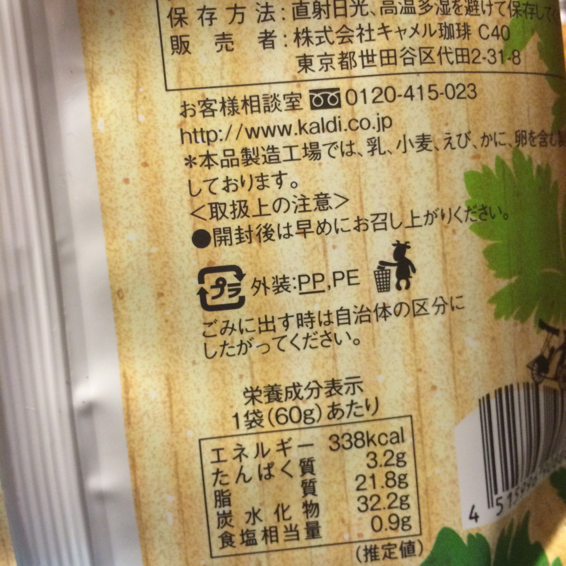 保存方法：直射日光、高温多湿を避けて保存して
販売者：株式会社キャメル珈琲 C40
東京都世田谷区代田2-31-8
お客様相談室 0120-415-023
http://www.kaldi.co.jp
＊本品製造工場では、乳、小麦、えび、かに、卵を含む
しております。
＜取扱上の注意＞
●開封後は早めにお召し上がりください。
プラ 外装:PP,PE
ごみに出す時は自治体の区分に
したがってください。
栄養成分表示
1袋(60g)あたり
エネルギー 338kcal
たんぱく質 3.2g
脂質 21.8g
炭水化物 32.2g
食塩相当量 0.9g
(推定値)